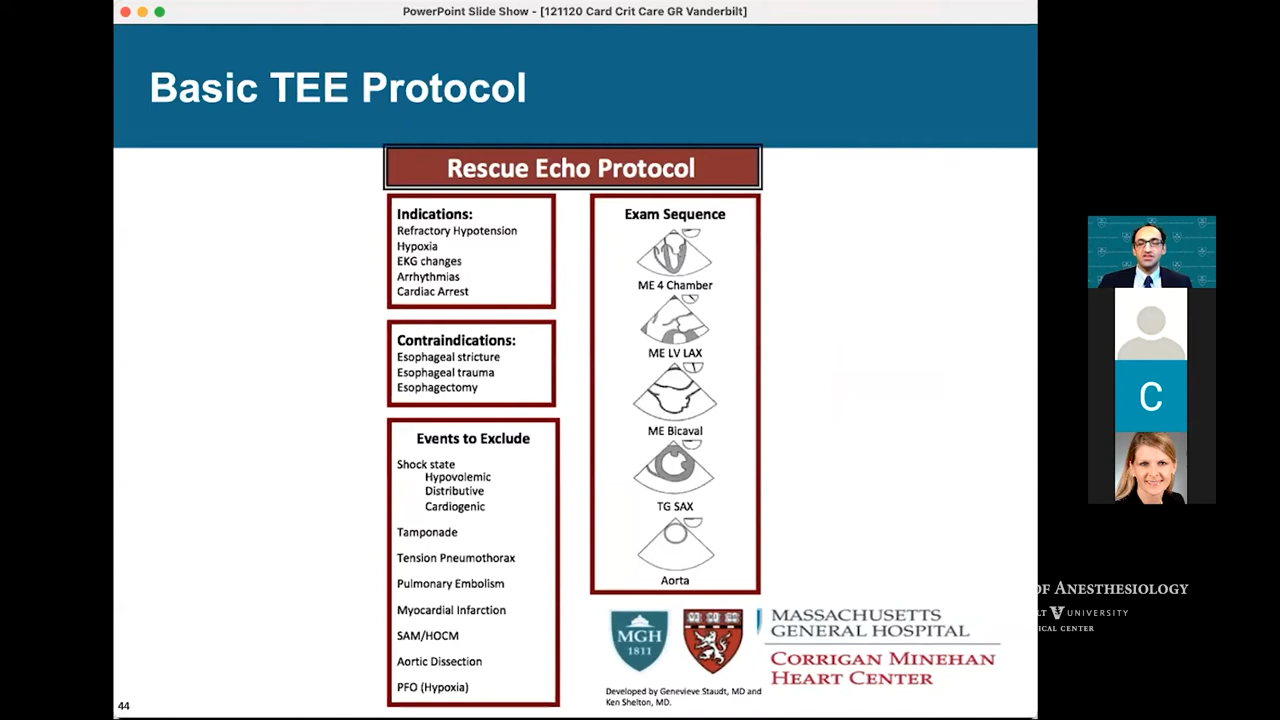 PowerPoint Slide Show - [121120 Card Crit Care GR Vanderbilt]
Basic TEE Protocol
Rescue Echo Protocol
Indications:
Refractory Hypotension
Hypoxia
EKG changes
Arrhythmias
Cardiac Arrest
Contraindications:
Esophageal stricture
Esophageal trauma
Esophagectomy
Events to Exclude
Shock state
Hypovolemic
Distributive
Cardiogenic
Tamponade
Tension Pneumothorax
Pulmonary Embolism
Myocardial Infarction
SAM/HOCM
Aortic Dissection
PFO (Hypoxia)
Exam Sequence
ME 4 Chamber
ME LV LAX
ME Bicaval
TG SAX
Aorta
MGH
1811
MASSACHUSETTS
GENERAL HOSPITAL
CORRIGAN MINEHAN
HEART CENTER
Developed by Genevieve Staudt, MD and
Ken Shelton, MD.
44
C
OF ANESTHESIOLOGY
LT V UNIVERSITY
ICAL CENTER